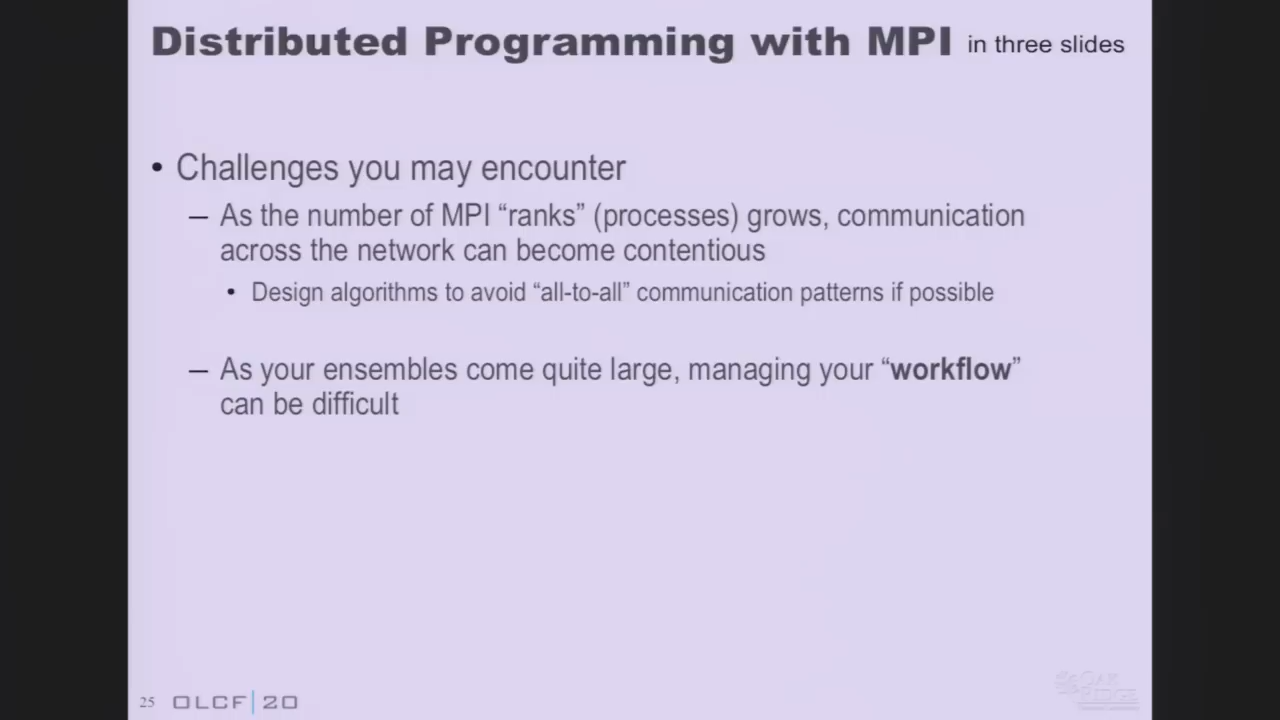 Distributed Programming with MPI in three slides
• Challenges you may encounter
– As the number of MPI “ranks” (processes) grows, communication
across the network can become contentious
• Design algorithms to avoid “all-to-all” communication patterns if possible
– As your ensembles come quite large, managing your “workflow”
can be difficult
25 OLCF|20
OAK
RIDGE